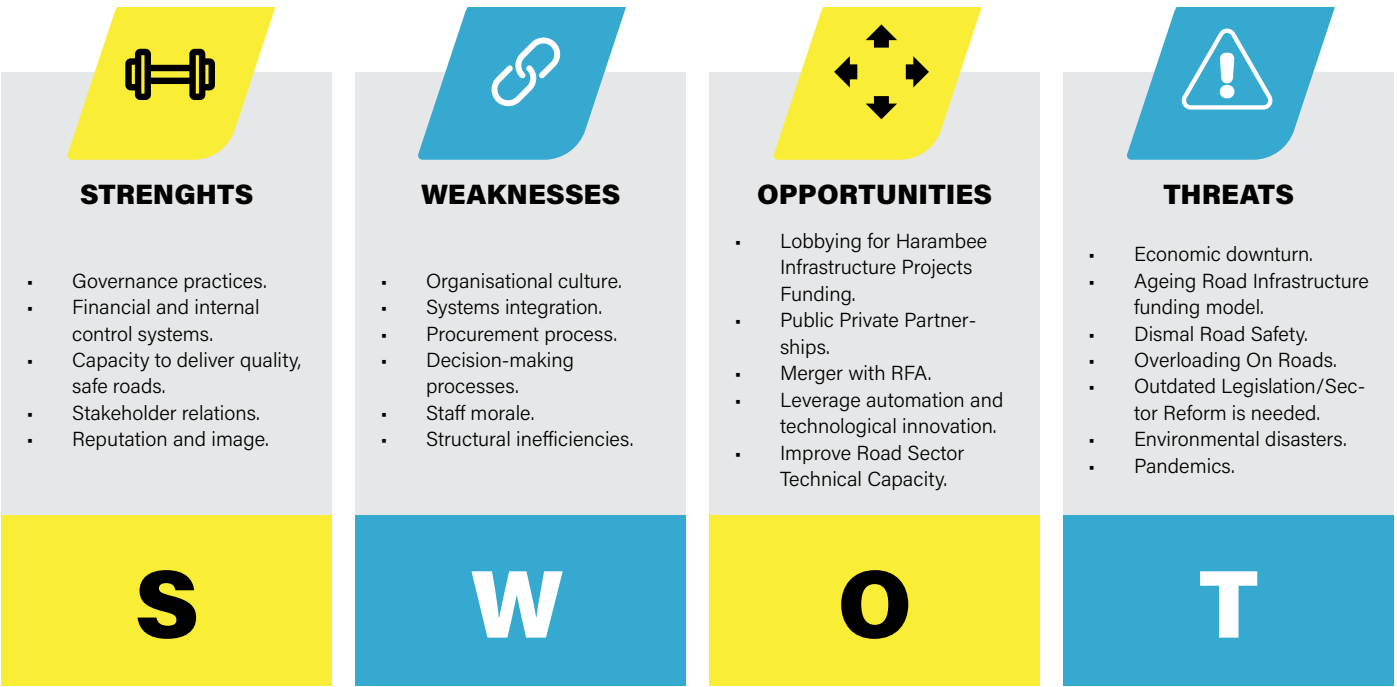 STRENGHTS
▪ Governance practices.
▪ Financial and internal
control systems.
▪ Capacity to deliver quality,
safe roads.
▪ Stakeholder relations.
▪ Reputation and image.
S
WEAKNESSES
▪ Organisational culture.
▪ Systems integration.
▪ Procurement process.
▪ Decision-making
processes.
▪ Staff morale.
▪ Structural inefficiencies.
W
OPPORTUNITIES
▪ Lobbying for Harambee
Infrastructure Projects
Funding.
▪ Public Private Partner-
ships.
▪ Merger with RFA.
▪ Leverage automation and
technological innovation.
▪ Improve Road Sector
Technical Capacity.
O
THREATS
▪ Economic downturn.
▪ Ageing Road Infrastructure
funding model.
▪ Dismal Road Safety.
▪ Overloading On Roads.
▪ Outdated Legislation/Sec-
tor Reform is needed.
▪ Environmental disasters.
▪ Pandemics.
T